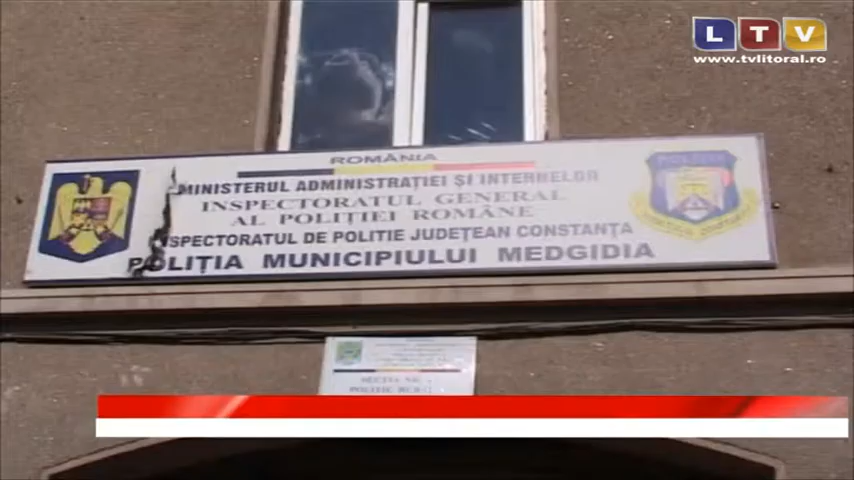 LTV
www.tvlitoral.ro
ROMÂNIA
MINISTERUL ADMINISTRAȚIEI ȘI INTERNELOR
INSPECTORATUL GENERAL
AL POLIȚIEI ROMÂNE
INSPECTORATUL DE POLIȚIE JUDEȚEAN CONSTANȚA
POLIȚIA MUNICIPIULUI MEDGIDIA
POLIȚIA